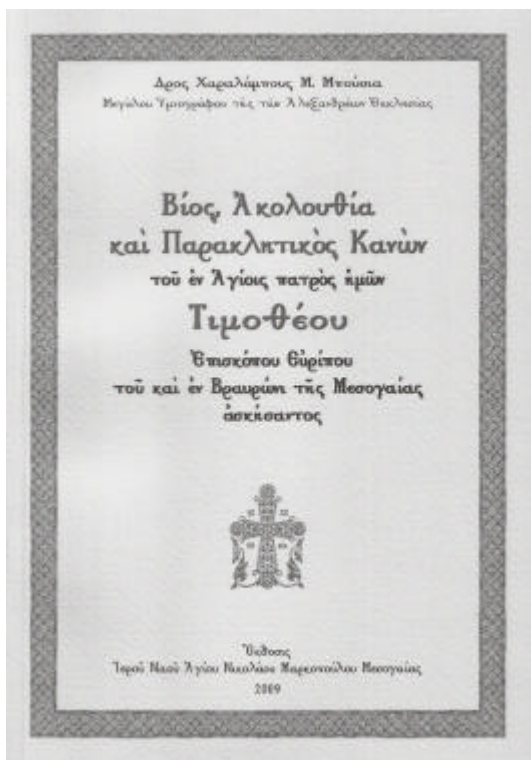 Δρος Χαραλάμπους Μ. Μπούσια
Μεγάλου Ὑμνογράφου τῆς τῶν Ἀλεξανδρέων Ἐκκλησίας
Βίος, Ἀκολουθία
καὶ Παρακλητικὸς Κανὼν
τοῦ ἐν Ἁγίοις πατρὸς ἡμῶν
Τιμοθέου
Ἐπισκόπου Εὐρίπου
τοῦ καὶ ἐν Βραυρῶνι τῆς Μεσογαίας
ἀσκήσαντος
Ἔκδοσις
Ἱεροῦ Ναοῦ Ἁγίου Νικολάου Μαρκοπούλου Μεσογαίας
2009